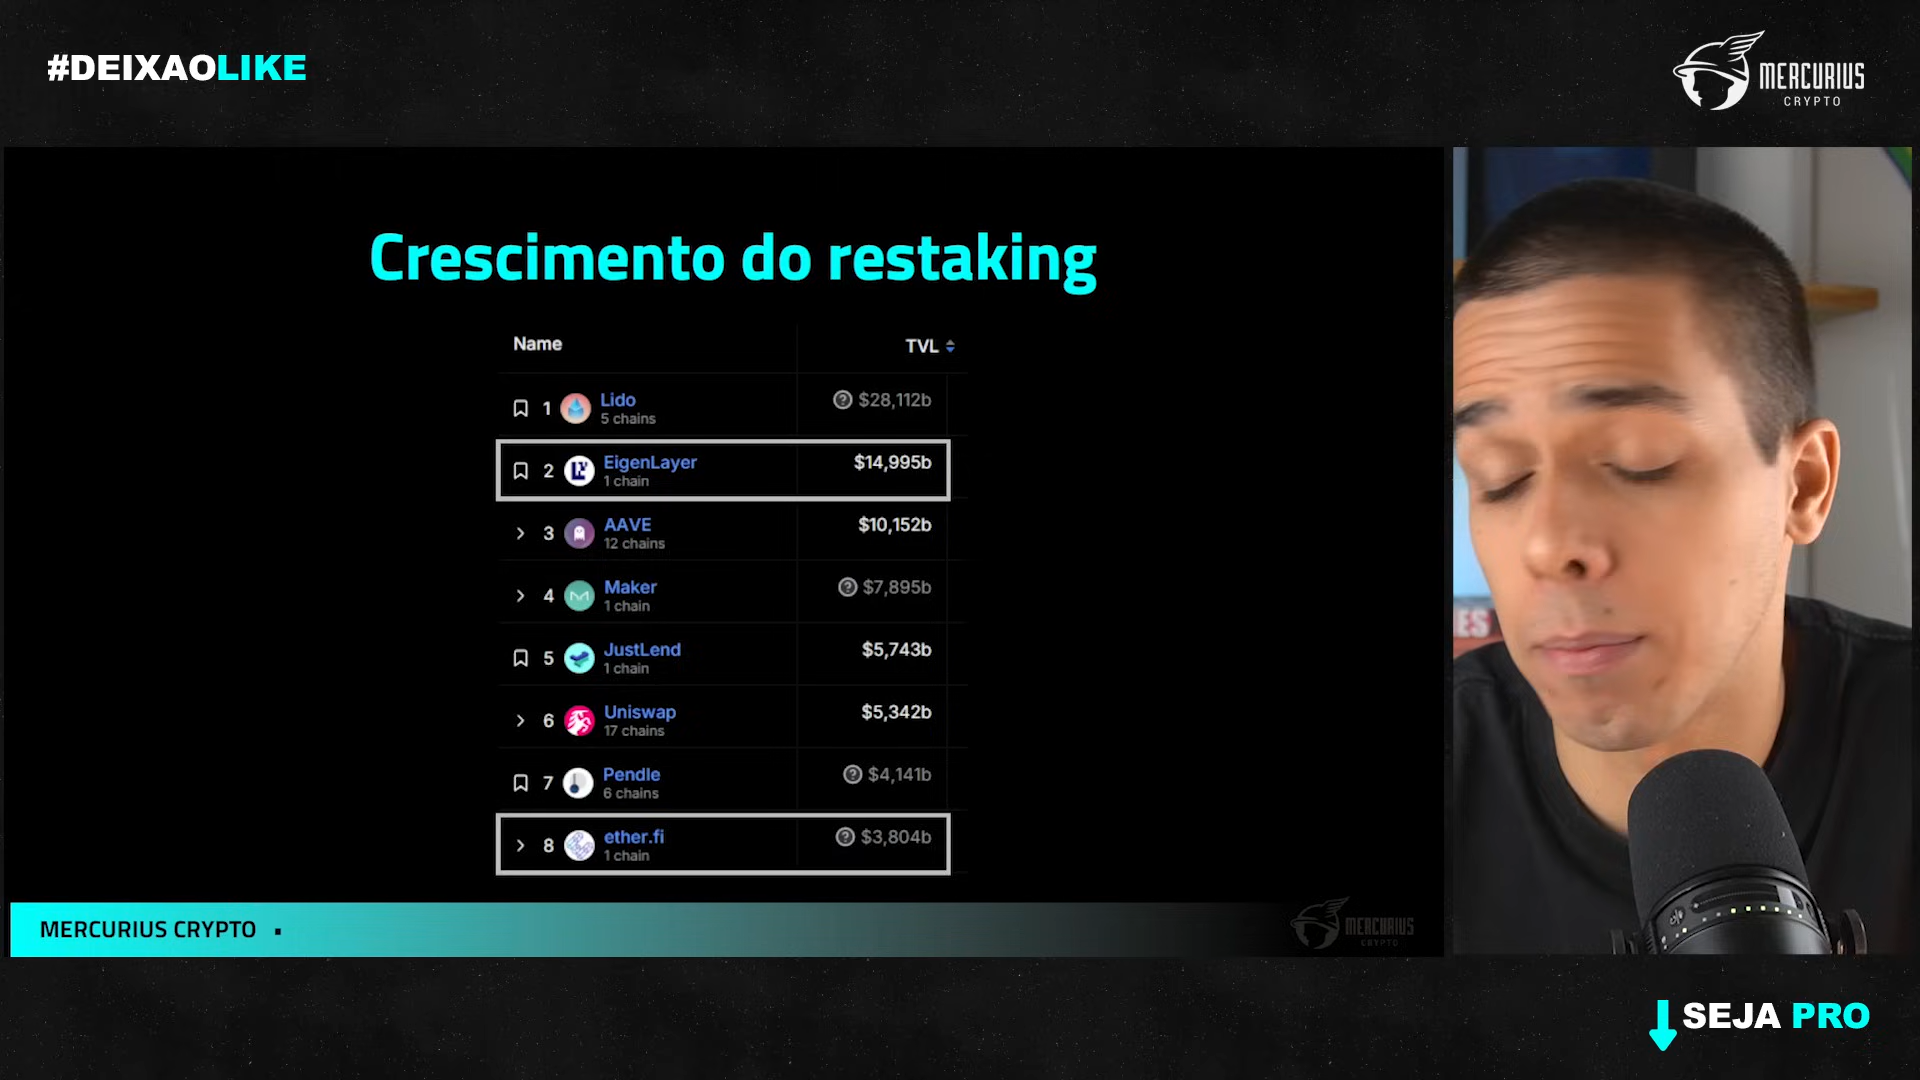 #DEIXAOLIKE
MERCURIUS
CRYPTO
Crescimento do restaking
Name TVL
1 Lido $28,112b
5 chains
2 EigenLayer $14,995b
1 chain
3 AAVE $10,152b
12 chains
4 Maker $7,895b
1 chain
5 JustLend $5,743b
1 chain
6 Uniswap $5,342b
17 chains
7 Pendle $4,141b
6 chains
8 ether.fi $3,804b
1 chain
ES
MERCURIUS CRYPTO
MERCURIUS
CRYPTO
SEJA PRO